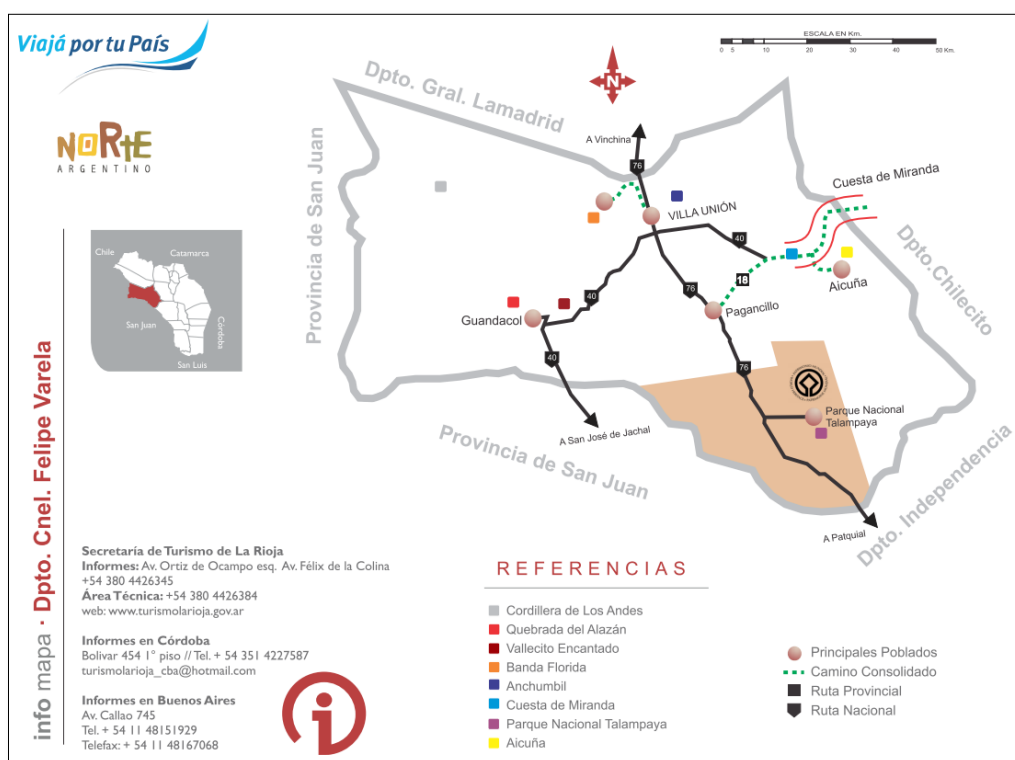 Viajá por tu País
NORtE
ARGENTINO
ESCALA EN Km.
0 5 10 20 30 40 50 Km.
N
Dpto. Gral. Lamadrid
Provincia de San Juan
A Vinchina
76
Cuesta de Miranda
VILLA UNIÓN
40
Dpto.Chilecito
Aicuña
18
76
40
Pagancillo
Guandacol
40
76
Parque Nacional
Talampaya
A San José de Jachal
Provincia de San Juan
A Patquial
Dpto. Independencia
Chile
Catamarca
San Juan
Córdoba
San Luis
info mapa · Dpto. Cnel. Felipe Varela
Secretaría de Turismo de La Rioja
Informes: Av. Ortiz de Ocampo esq. Av. Félix de la Colina
+54 380 4426345
Área Técnica: +54 380 4426384
web: www.turismolarioja.gov.ar
Informes en Córdoba
Bolivar 454 1° piso // Tel. + 54 351 4227587
turismolarioja_cba@hotmail.com
Informes en Buenos Aires
Av. Callao 745
Tel. + 54 11 48151929
Telefax: + 54 11 48167068
i
REFERENCIAS
Cordillera de Los Andes
Quebrada del Alazán
Vallecito Encantado
Banda Florida
Anchumbil
Cuesta de Miranda
Parque Nacional Talampaya
Aicuña
Principales Poblados
Camino Consolidado
Ruta Provincial
Ruta Nacional